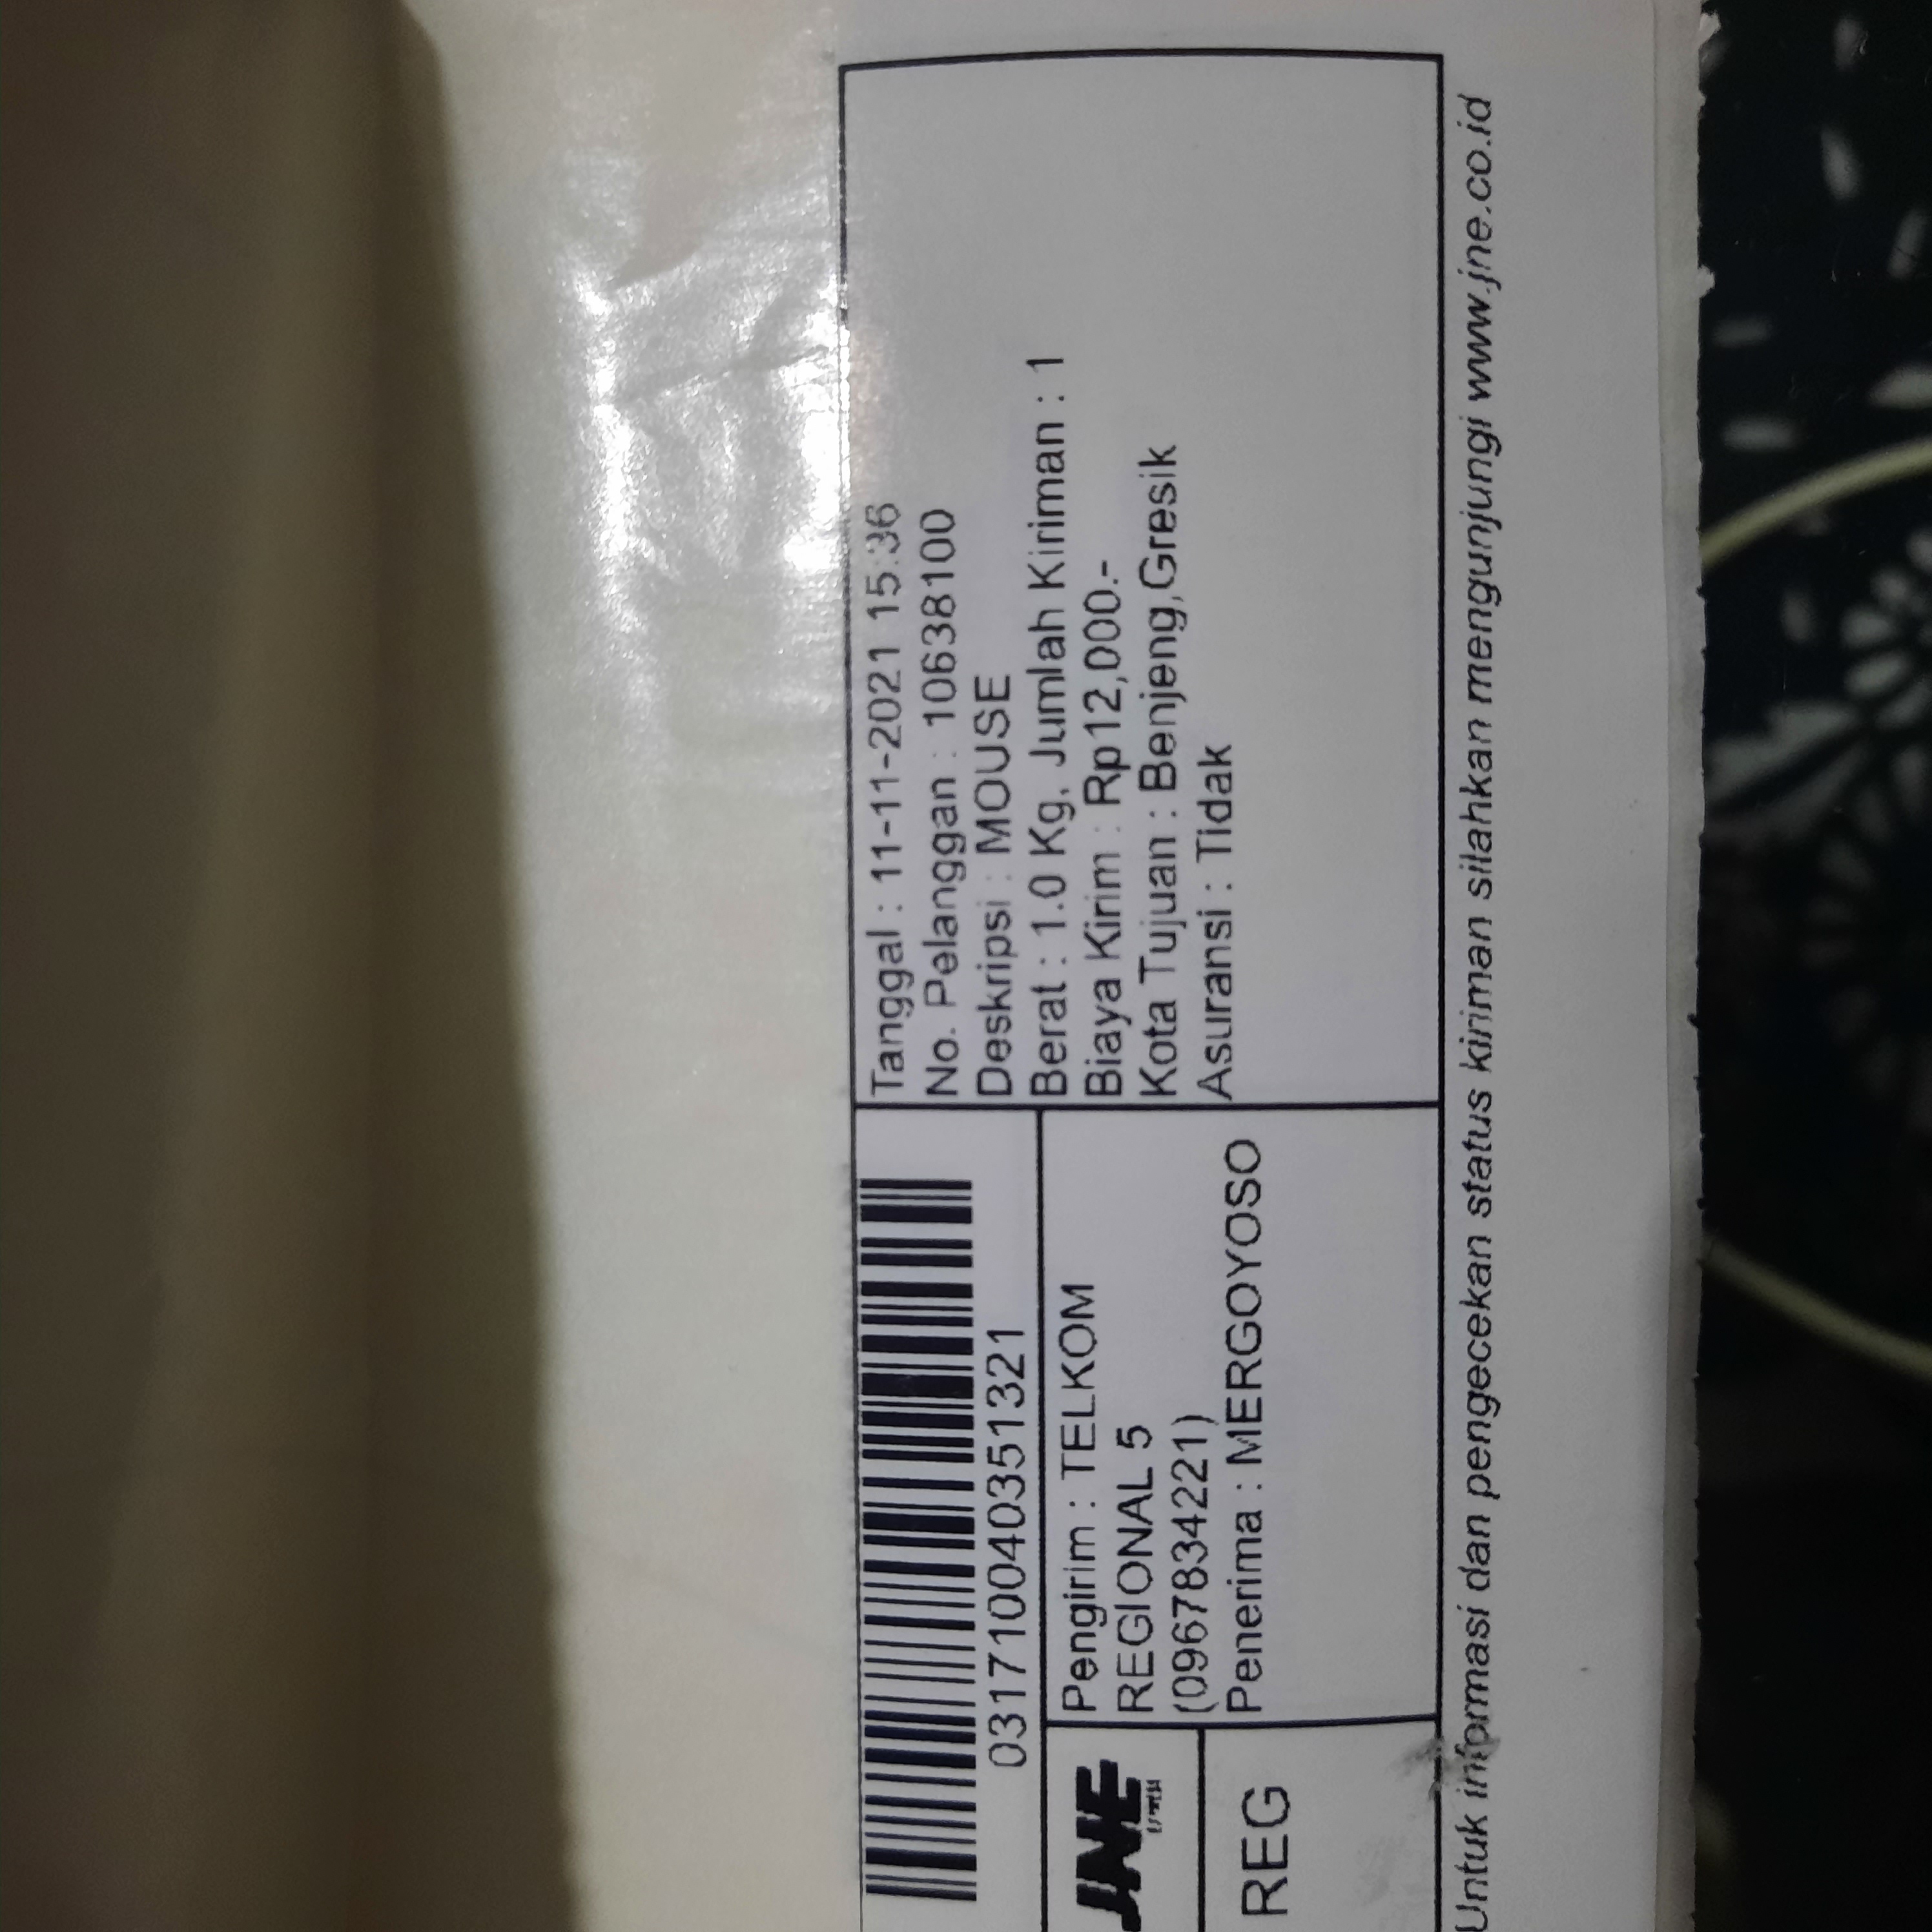 031710040351321
JNE
REG
Pengirim : TELKOM
REGIONAL 5
(0967834221)
Penerima : MERGOYOSO
Tanggal : 11-11-2021 15:36
No. Pelanggan : 10638100
Deskripsi : MOUSE
Berat : 1.0 Kg, Jumlah Kiriman : 1
Biaya Kirim : Rp12,000.-
Kota Tujuan : Benjeng,Gresik
Asuransi : Tidak
Untuk informasi dan pengecekan status kiriman silahkan mengunjungi www.jne.co.id